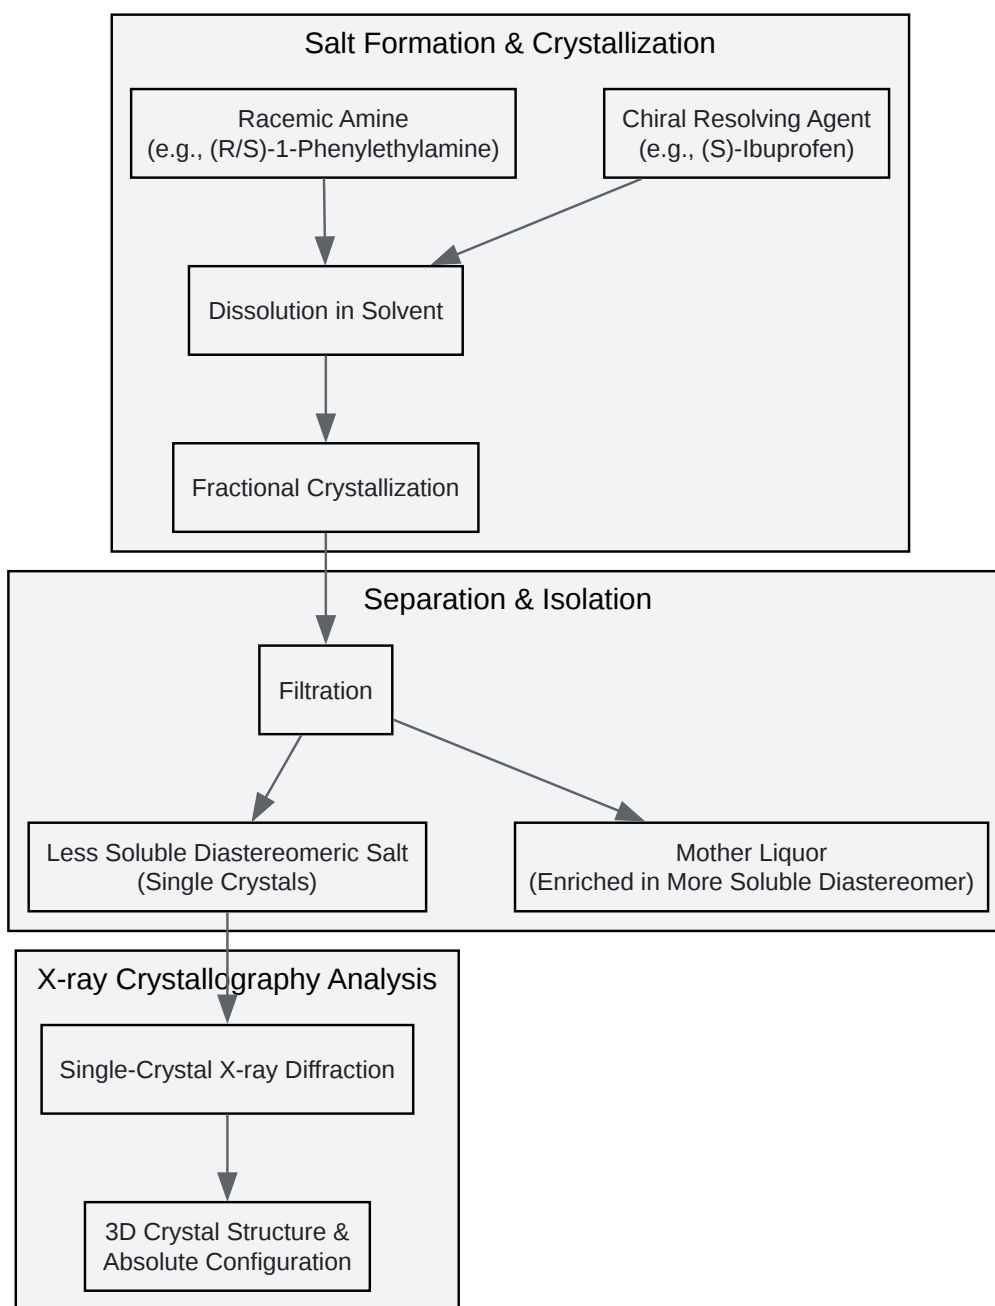 Salt Formation & Crystallization
Racemic Amine
(e.g., (R/S)-1-Phenylethylamine)
Chiral Resolving Agent
(e.g., (S)-Ibuprofen)
Dissolution in Solvent
Fractional Crystallization
Separation & Isolation
Filtration
Less Soluble Diastereomeric Salt
(Single Crystals)
Mother Liquor
(Enriched in More Soluble Diastereomer)
X-ray Crystallography Analysis
Single-Crystal X-ray Diffraction
3D Crystal Structure &
Absolute Configuration